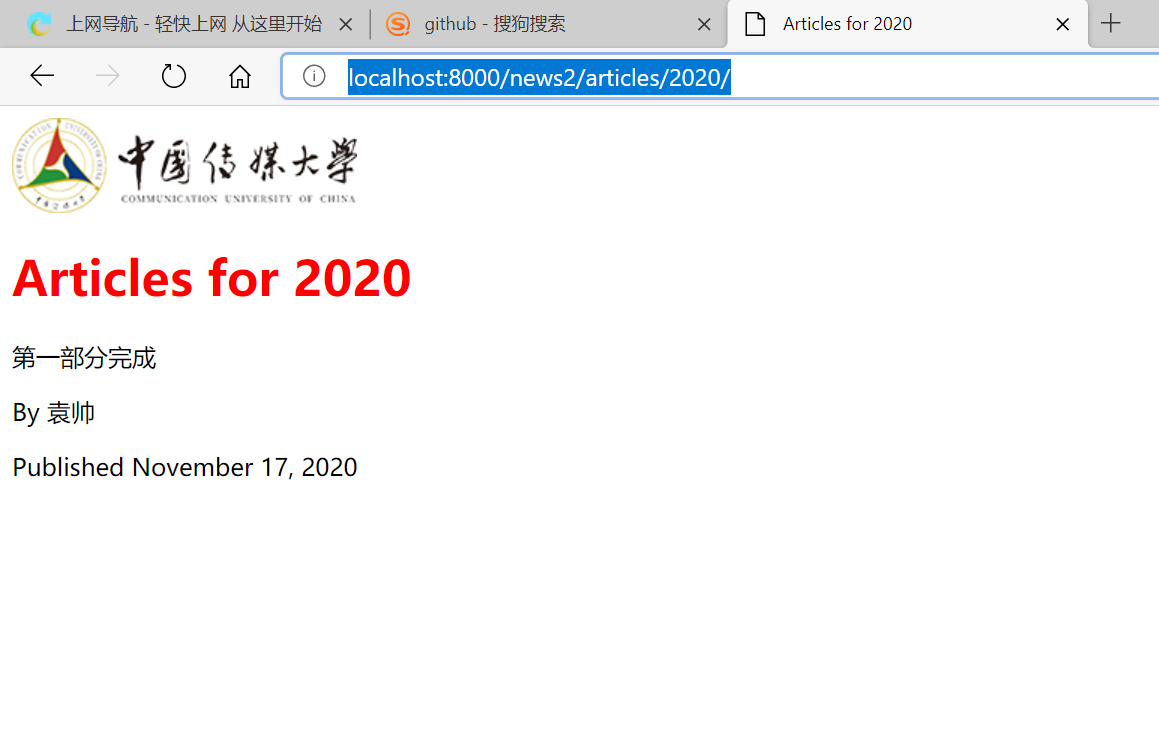 上网导航 - 轻快上网 从这里开始
github - 搜狗搜索
Articles for 2020
localhost:8000/news2/articles/2020/
中国传媒大学
COMMUNICATION UNIVERSITY OF CHINA
Articles for 2020
第一部分完成
By 袁帅
Published November 17, 2020